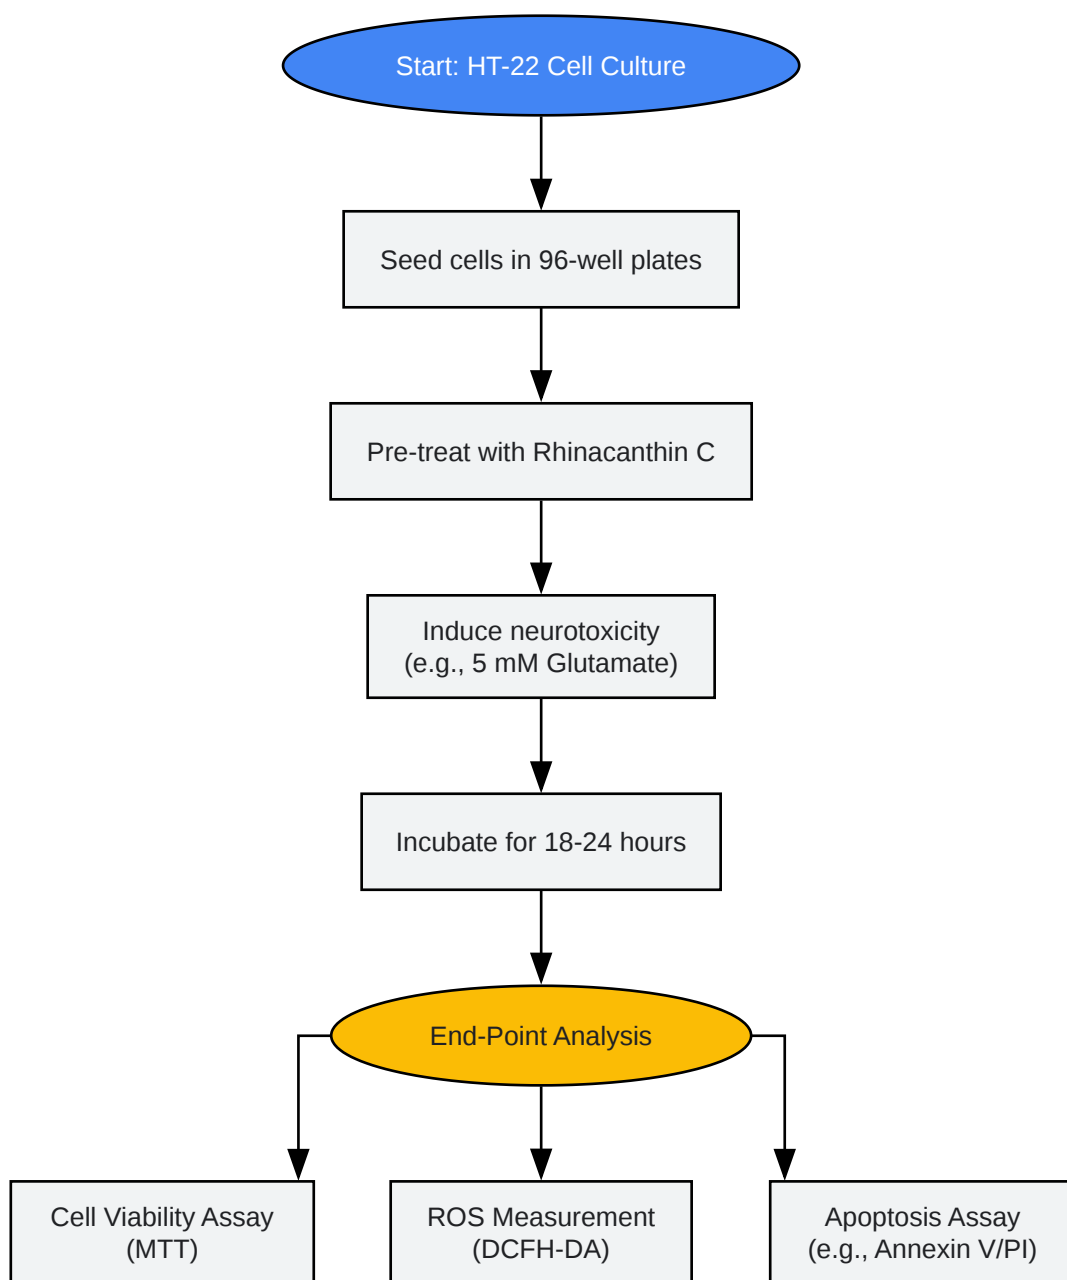 Start: HT-22 Cell Culture
Seed cells in 96-well plates
Pre-treat with Rhinacanthin C
Induce neurotoxicity
(e.g., 5 mM Glutamate)
Incubate for 18-24 hours
End-Point Analysis
Cell Viability Assay
(MTT)
ROS Measurement
(DCFH-DA)
Apoptosis Assay
(e.g., Annexin V/PI)